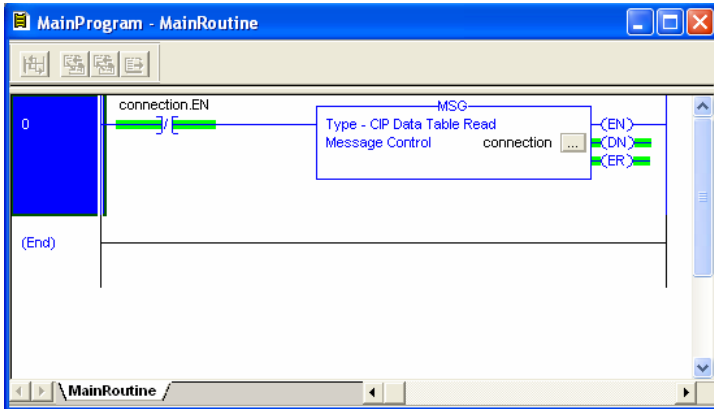 MainProgram - MainRoutine
connection.EN
MSG
0
Type - CIP Data Table Read
(EN)
Message Control connection ...
(DN)
(ER)
(End)
MainRoutine